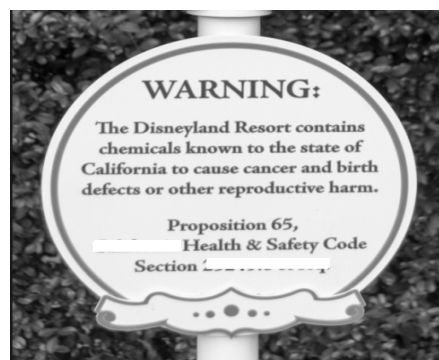 WARNING:
The Disneyland Resort contains
chemicals known to the state of
California to cause cancer and birth
defects or other reproductive harm.
Proposition 65,
Health & Safety Code
Section